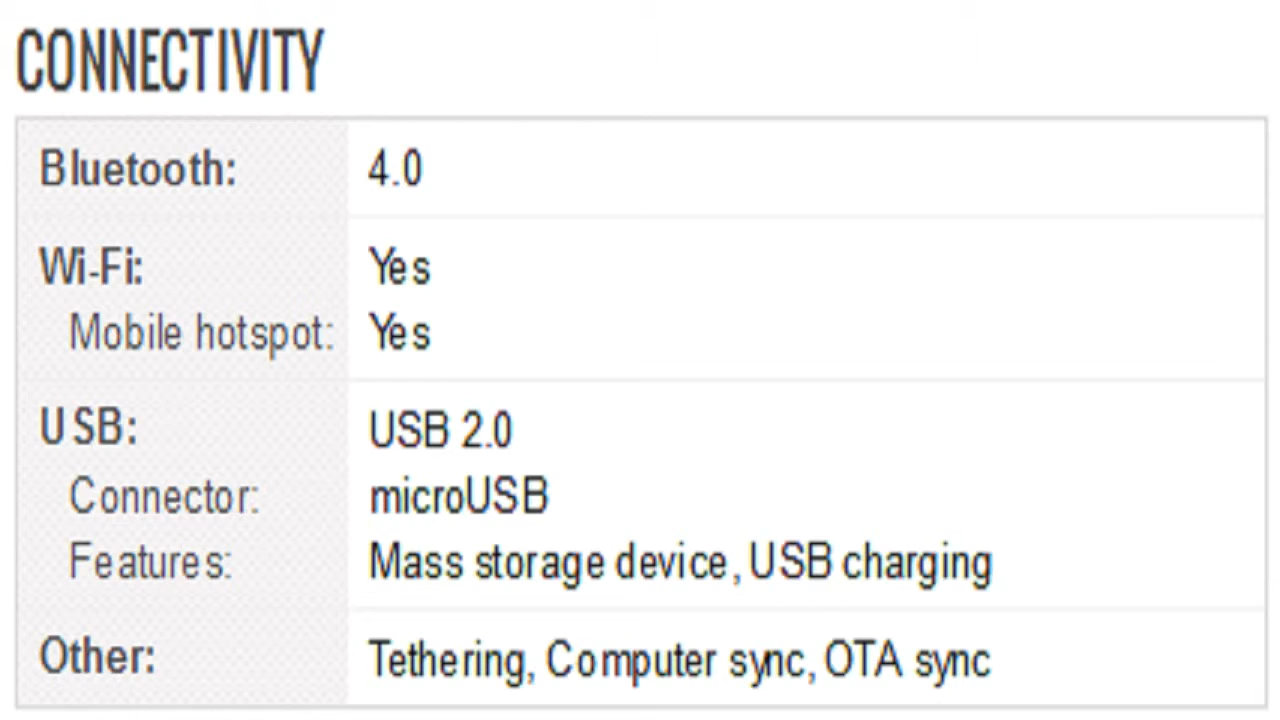 CONNECTIVITY
Bluetooth: 4.0
Wi-Fi: Yes
Mobile hotspot: Yes
USB: USB 2.0
Connector: microUSB
Features: Mass storage device, USB charging
Other: Tethering, Computer sync, OTA sync